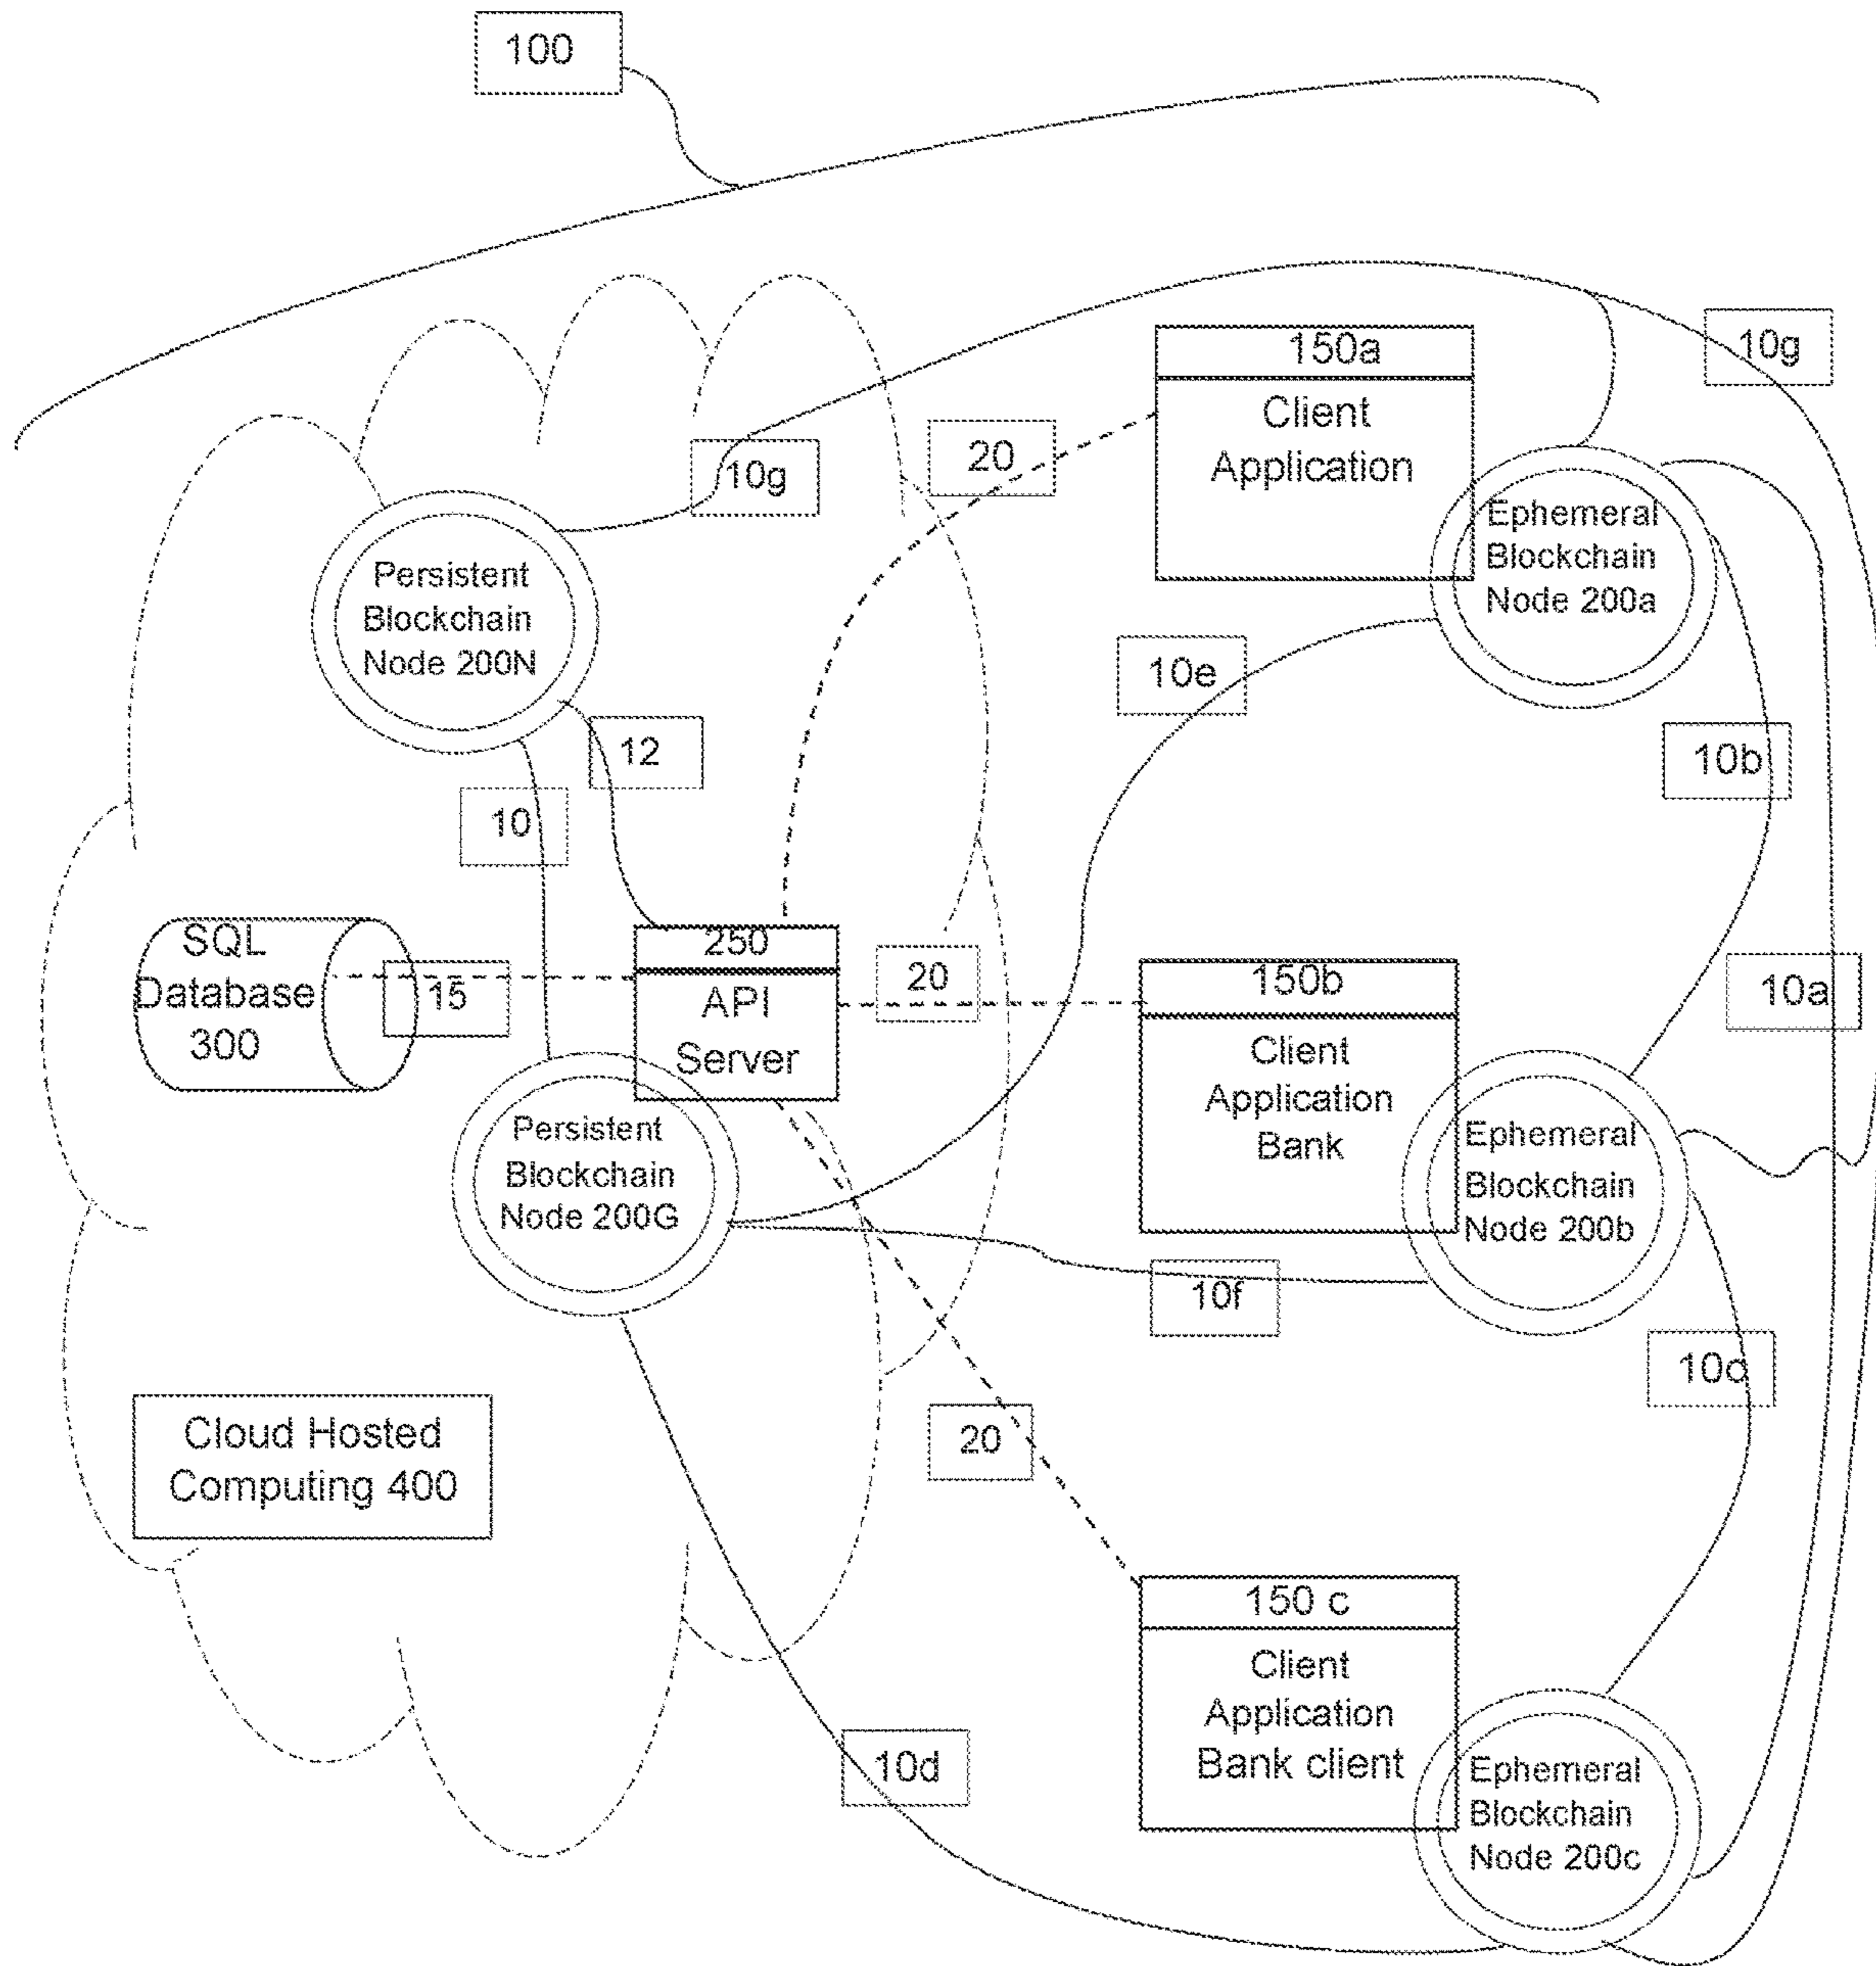 100
10g
150a
Client
Application
20
10g
Ephemeral
Blockchain
Node 200a
Persistent
Blockchain
Node 200N
10e
12
10b
10
SQL
Database
300
15
250
API
Server
20
150b
Client
Application
Bank
10a
Persistent
Blockchain
Node 200G
Ephemeral
Blockchain
Node 200b
10f
10c
Cloud Hosted
Computing 400
20
150 c
Client
Application
Bank client
10d
Ephemeral
Blockchain
Node 200c